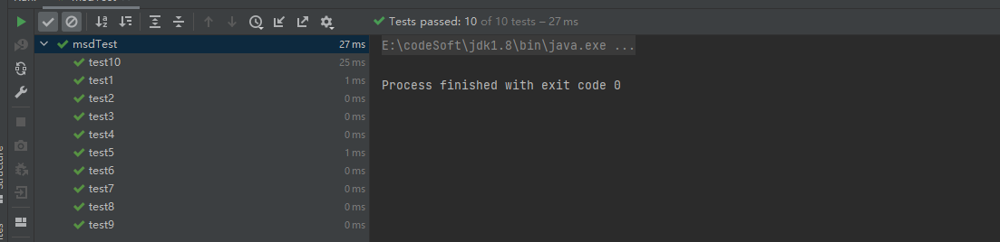 msdTest
Tests passed: 10 of 10 tests – 27 ms
msdTest 27 ms
test10 25 ms
test1 1 ms
test2 0 ms
test3 0 ms
test4 0 ms
test5 1 ms
test6 0 ms
test7 0 ms
test8 0 ms
test9 0 ms
E:\codeSoft\jdk1.8\bin\java.exe ...
Process finished with exit code 0
Structure